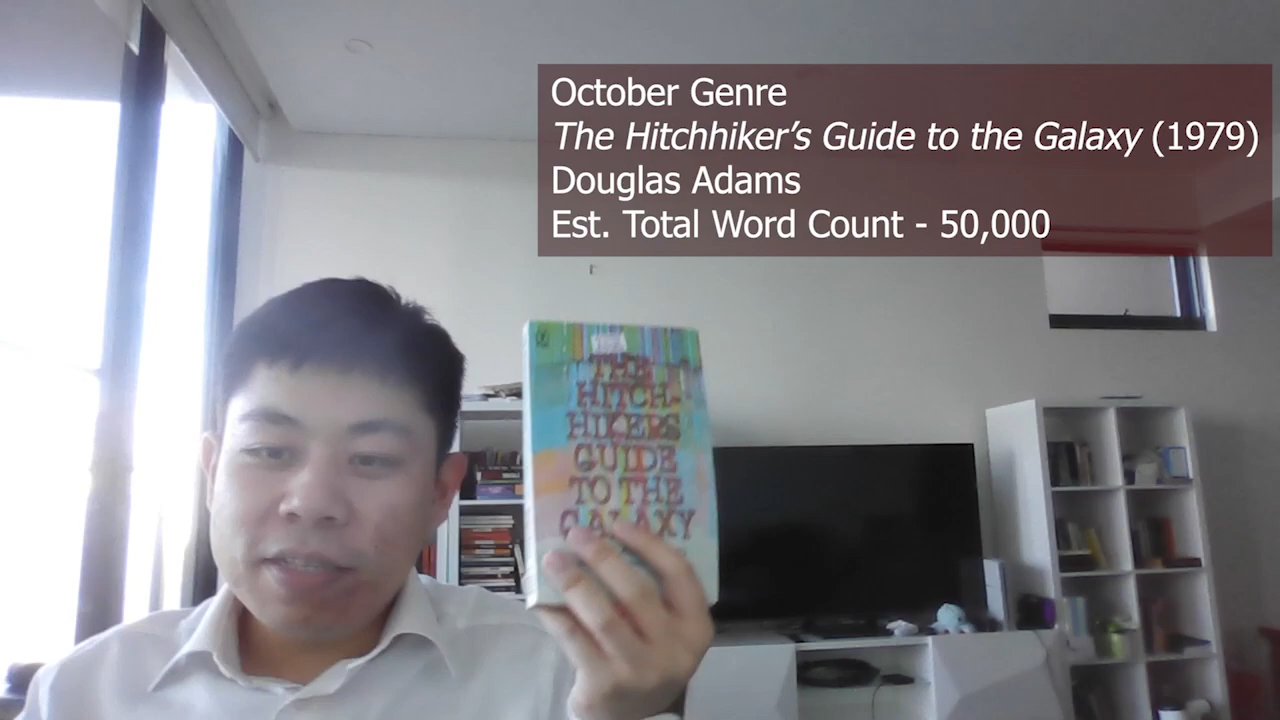 October Genre
The Hitchhiker’s Guide to the Galaxy (1979)
Douglas Adams
Est. Total Word Count - 50,000
THE
HITCH-
HIKERS
GUIDE
TO THE
GALAXY